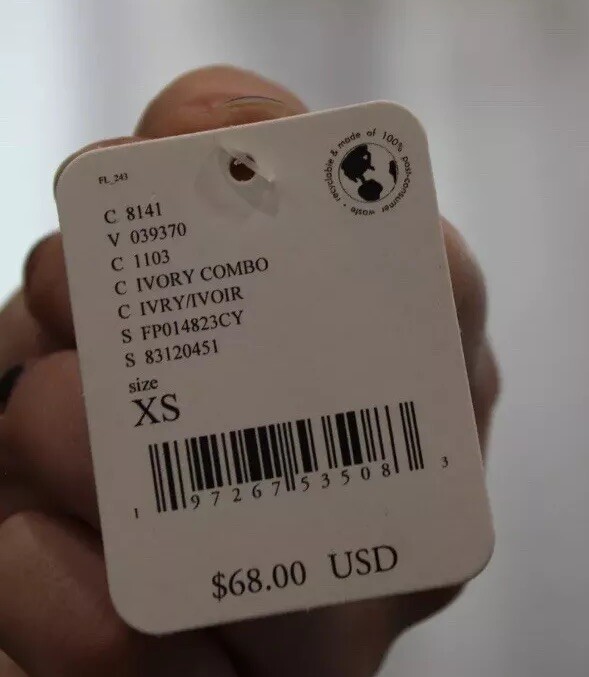 FL_243
recyclable & made of 100% post-consumer waste •
C 8141
V 039370
C 1103
C IVORY COMBO
C IVRY/IVOIR
S FP014823CY
S 83120451
size
XS
1 97267 53508 3
$68.00 USD